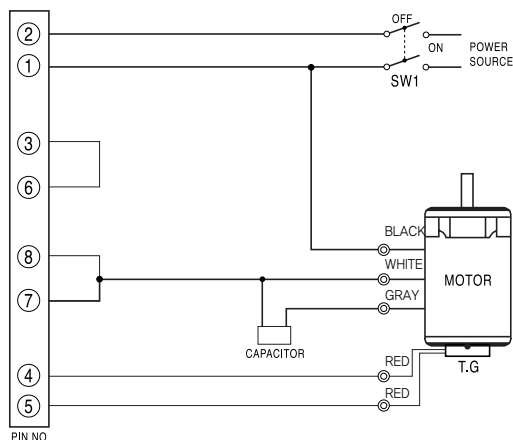 OFF
②
ON
POWER
SOURCE
①
SW1
③
⑥
BLACK
⑧
WHITE
MOTOR
GRAY
⑦
CAPACITOR
RED
T.G
④
RED
⑤
PIN NO